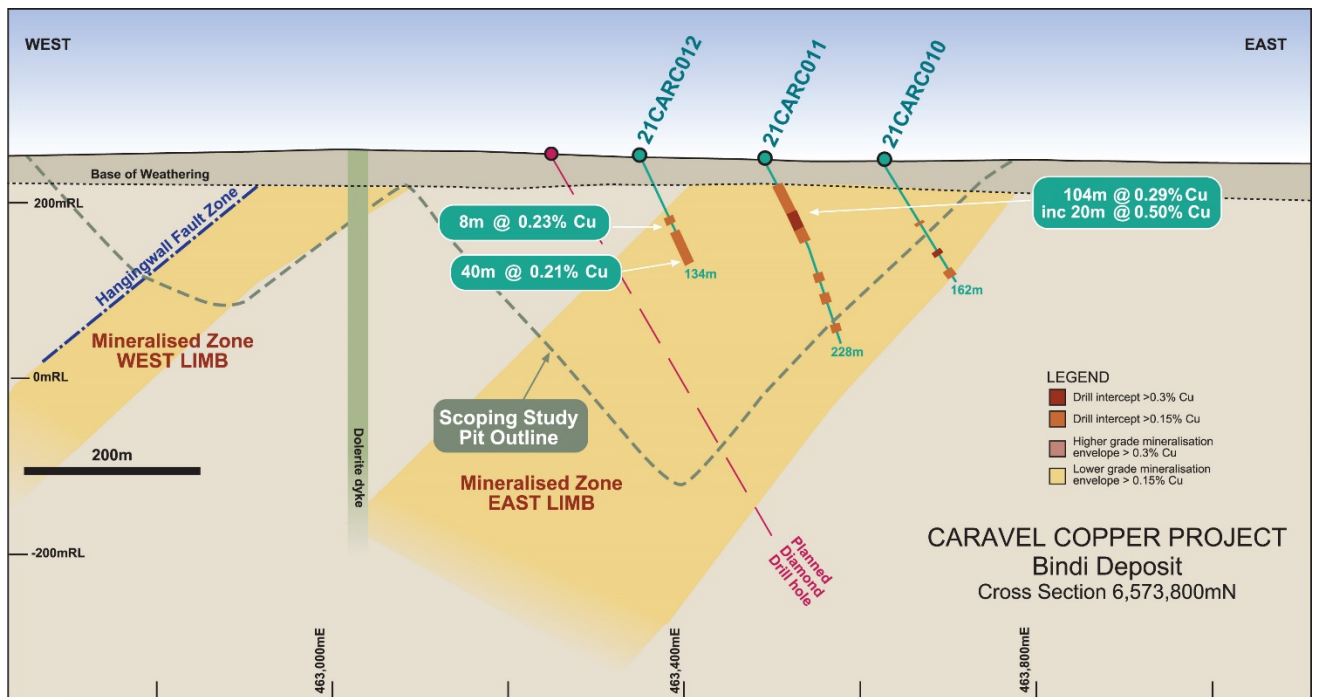 WEST
EAST
21CARC012
21CARC011
21CARC010
Base of Weathering
200mRL
Hangingwall Fault Zone
8m @ 0.23% Cu
40m @ 0.21% Cu
134m
104m @ 0.29% Cu
inc 20m @ 0.50% Cu
162m
228m
Mineralised Zone
WEST LIMB
0mRL
Scoping Study
Pit Outline
200m
Dolerite dyke
Mineralised Zone
EAST LIMB
LEGEND
Drill intercept >0.3% Cu
Drill intercept >0.15% Cu
Higher grade mineralisation
envelope > 0.3% Cu
Lower grade mineralisation
envelope > 0.15% Cu
-200mRL
Planned
Diamond
Drill hole
CARAVEL COPPER PROJECT
Bindi Deposit
Cross Section 6,573,800mN
463,000mE
463,400mE
463,800mE